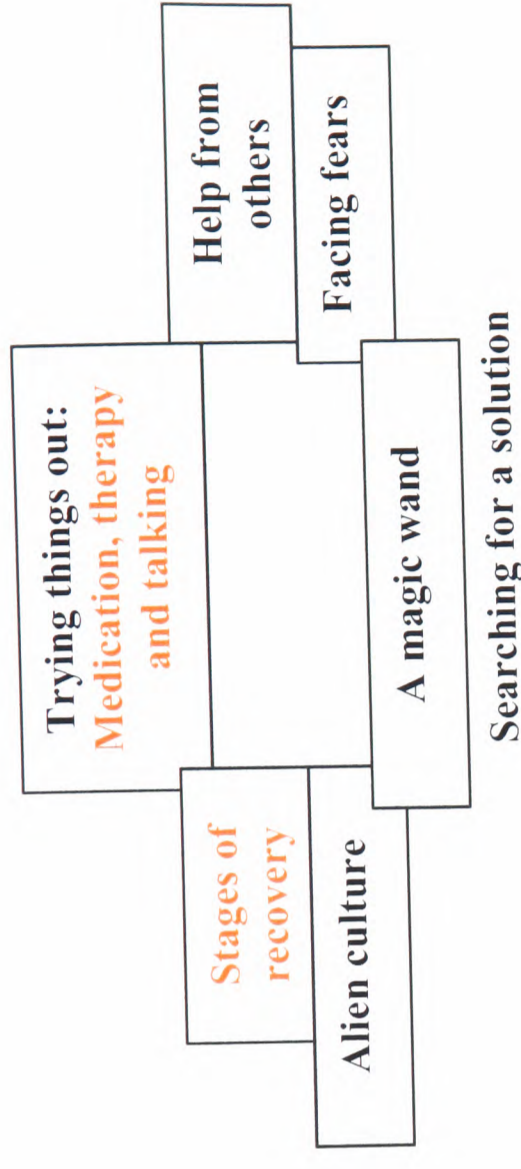 Trying things out:
Medication, therapy
and talking
Stages of
recovery
Help from
others
Alien culture
Facing fears
A magic wand
Searching for a solution